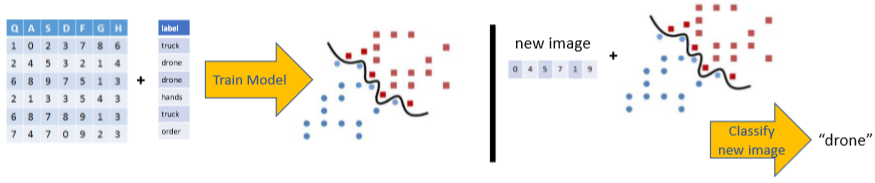 Q A S D F G H
1 0 2 3 7 8 6
2 4 5 3 2 1 4
6 8 9 7 5 1 3
2 1 3 3 5 4 3
6 8 7 8 9 1 3
7 4 7 0 9 2 3
+
label
truck
drone
drone
hands
truck
order
Train Model
new image
0 4 5 7 1 9
+
Classify
new image
“drone”